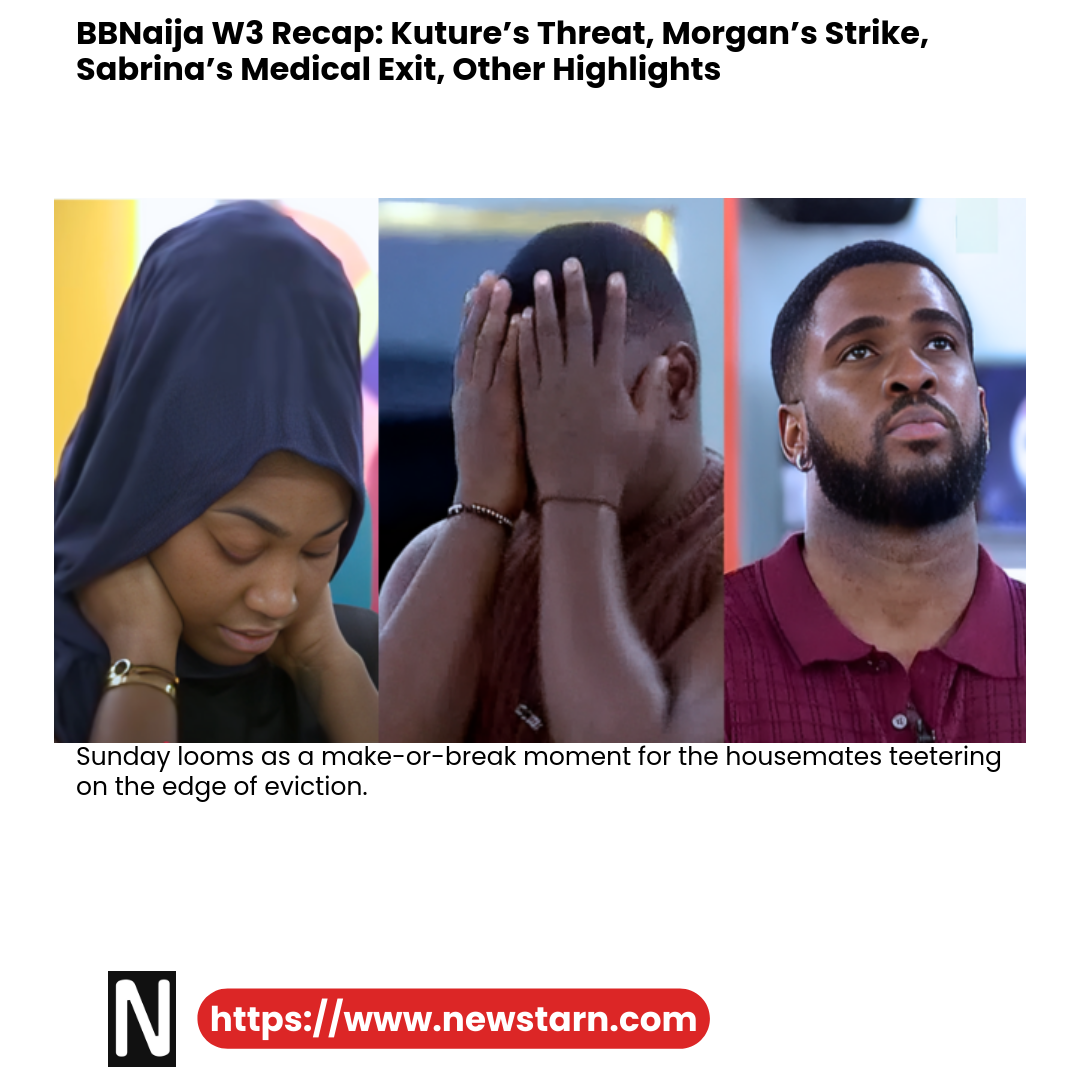 BBNaija W3 Recap: Kuture’s Threat, Morgan’s Strike,
Sabrina’s Medical Exit, Other Highlights
Sunday looms as a make-or-break moment for the housemates teetering
on the edge of eviction.
N
https://www.newstarn.com